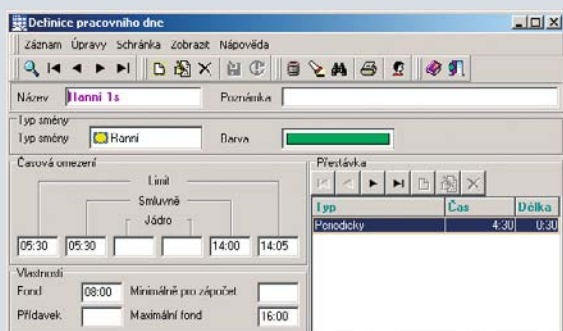 Definice pracovního dne
Záznam Úpravy Schránka Zobrazit Nápověda
Název Ranní 1s Poznámka
Typ směny
Typ směny Ranní Barva
Časová omezení
Limit
Smluvně
Jádro
05:30 05:30 14:00 14:05
Přestávka
Typ Čas Délka
Periodicky 4:30 0:30
Vlastnosti
Fond 08:00 Minimálně pro zápočet
Přídavek Maximální fond 16:00